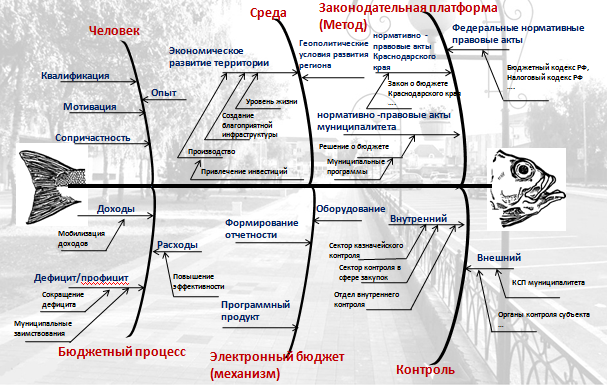 Человек
Квалификация
Опыт
Мотивация
Сопричастность
Среда
Экономическое
развитие территории
Геополитические
условия развития
региона
Уровень жизни
Создание
благоприятной
инфраструктуры
Производство
Привлечение инвестиций
Законодательная платформа
(Метод)
нормативно -
правовые акты
Краснодарского
края
Закон о бюджете
Краснодарского края
....
Федеральные нормативные
правовые акты
Бюджетный кодекс РФ,
Налоговый кодекс РФ
....
нормативно -правовые акты
муниципалитета
Решение о бюджете
Муниципальные
программы
Доходы
Мобилизация
доходов
Расходы
Повышение
эффективности
Дефицит/профицит
Сокращение
дефицита
Муниципальные
заимствования
Бюджетный процесс
Оборудование
Формирование
отчетности
Программный
продукт
Электронный бюджет
(механизм)
Внутренний
Сектор казначейского
контроля
Сектор контроля в
сфере закупок
Отдел внутреннего
контроля
Внешний
КСП муниципалитета
Органы контроля субъекта
...
Контроль